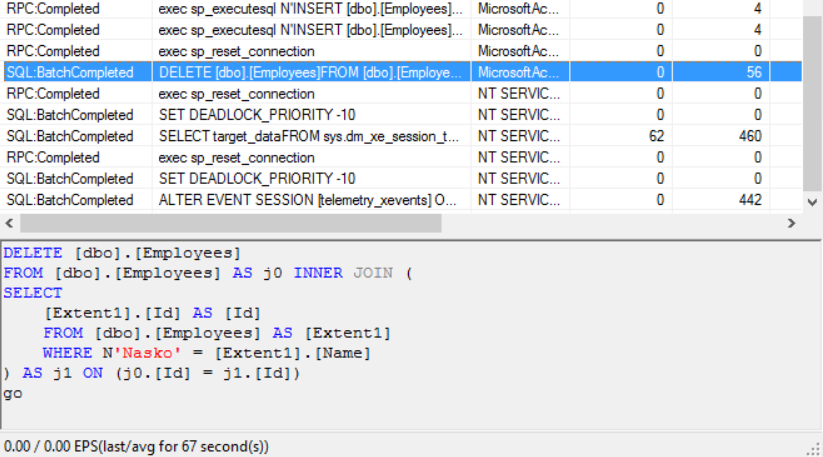 RPC:Completed exec sp_executesql N'INSERT [dbo].[Employees]... MicrosoftAc... 0 4
RPC:Completed exec sp_executesql N'INSERT [dbo].[Employees]... MicrosoftAc... 0 4
RPC:Completed exec sp_reset_connection MicrosoftAc... 0 0
SQL:BatchCompleted DELETE [dbo].[Employees]FROM [dbo].[Employe... MicrosoftAc... 0 56
RPC:Completed exec sp_reset_connection NT SERVIC... 0 0
SQL:BatchCompleted SET DEADLOCK_PRIORITY -10 NT SERVIC... 0 0
SQL:BatchCompleted SELECT target_dataFROM sys.dm_xe_session_t... NT SERVIC... 62 460
RPC:Completed exec sp_reset_connection NT SERVIC... 0 0
SQL:BatchCompleted SET DEADLOCK_PRIORITY -10 NT SERVIC... 0 0
SQL:BatchCompleted ALTER EVENT SESSION [telemetry_xevents] O... NT SERVIC... 0 442
DELETE [dbo].[Employees]
FROM [dbo].[Employees] AS j0 INNER JOIN (
SELECT
[Extent1].[Id] AS [Id]
FROM [dbo].[Employees] AS [Extent1]
WHERE N'Nasko' = [Extent1].[Name]
) AS j1 ON (j0.[Id] = j1.[Id])
go
0.00 / 0.00 EPS(last/avg for 67 second(s))